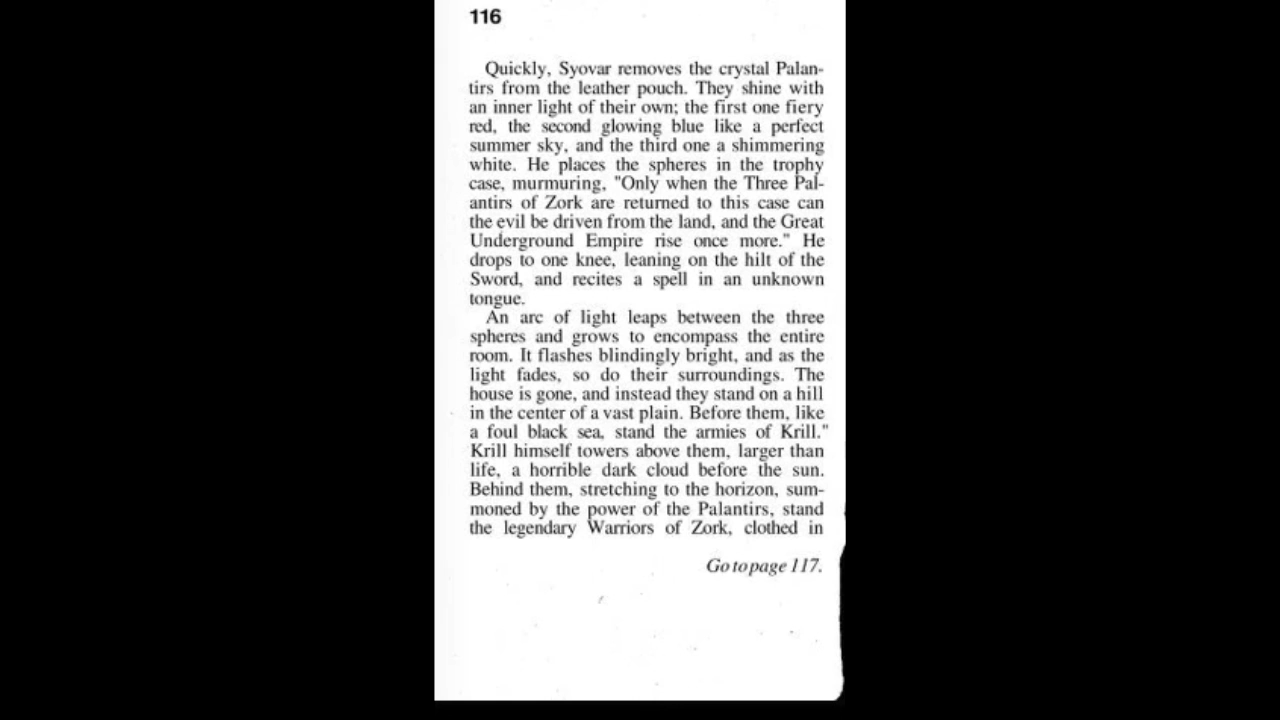 116
Quickly, Syovar removes the crystal Palan-
tirs from the leather pouch. They shine with
an inner light of their own; the first one fiery
red, the second glowing blue like a perfect
summer sky, and the third one a shimmering
white. He places the spheres in the trophy
case, murmuring, "Only when the Three Pal-
antirs of Zork are returned to this case can
the evil be driven from the land, and the Great
Underground Empire rise once more." He
drops to one knee, leaning on the hilt of the
Sword, and recites a spell in an unknown
tongue.
An arc of light leaps between the three
spheres and grows to encompass the entire
room. It flashes blindingly bright, and as the
light fades, so do their surroundings. The
house is gone, and instead they stand on a hill
in the center of a vast plain. Before them, like
a foul black sea, stand the armies of Krill."
Krill himself towers above them, larger than
life, a horrible dark cloud before the sun.
Behind them, stretching to the horizon, sum-
moned by the power of the Palantirs, stand
the legendary Warriors of Zork, clothed in
Go to page 117.